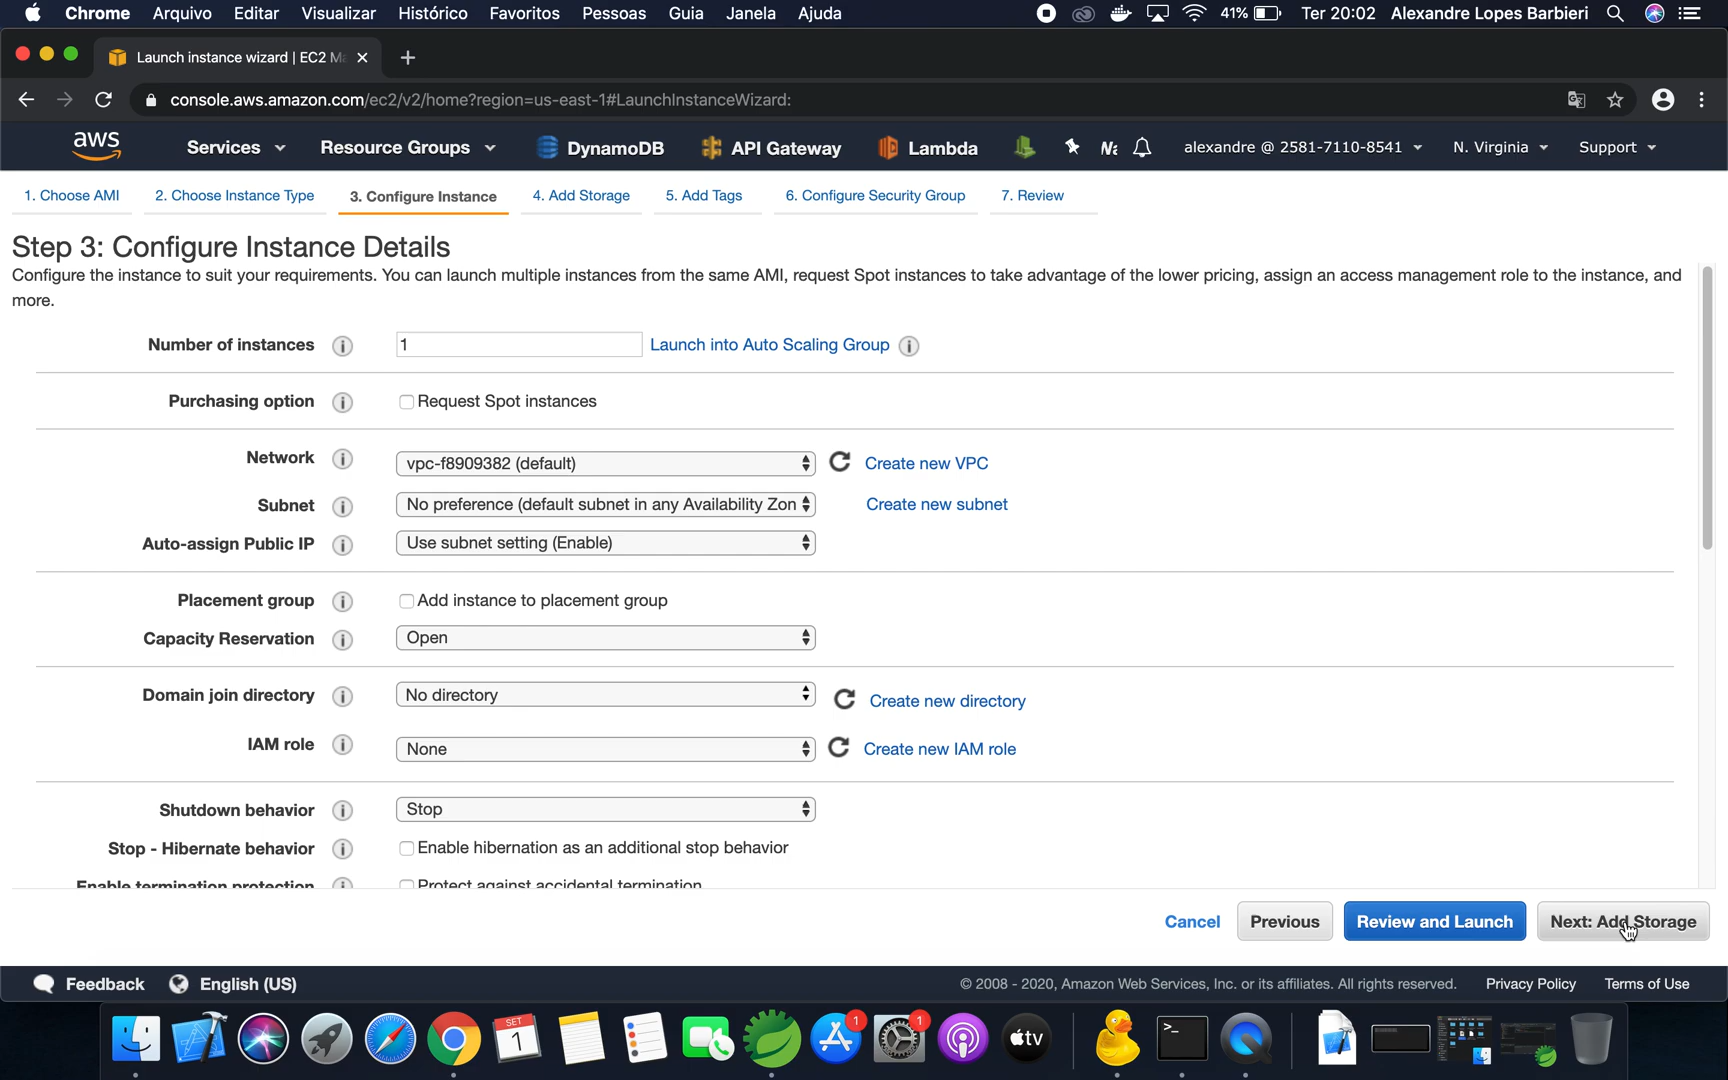 Chrome Arquivo Editar Visualizar Histórico Favoritos Pessoas Guia Janela Ajuda 41% Ter 20:02 Alexandre Lopes Barbieri
Launch instance wizard | EC2 M
console.aws.amazon.com/ec2/v2/home?region=us-east-1#LaunchInstanceWizard:
aws Services Resource Groups DynamoDB API Gateway Lambda alexandre @ 2581-7110-8541 N. Virginia Support
1. Choose AMI 2. Choose Instance Type 3. Configure Instance 4. Add Storage 5. Add Tags 6. Configure Security Group 7. Review
Step 3: Configure Instance Details
Configure the instance to suit your requirements. You can launch multiple instances from the same AMI, request Spot instances to take advantage of the lower pricing, assign an access management role to the instance, and
more.
Number of instances 1 Launch into Auto Scaling Group
Purchasing option Request Spot instances
Network vpc-f8909382 (default) Create new VPC
Subnet No preference (default subnet in any Availability Zon Create new subnet
Auto-assign Public IP Use subnet setting (Enable)
Placement group Add instance to placement group
Capacity Reservation Open
Domain join directory No directory Create new directory
IAM role None Create new IAM role
Shutdown behavior Stop
Stop - Hibernate behavior Enable hibernation as an additional stop behavior
Enable termination protection Protect against accidental termination
Cancel Previous Review and Launch Next: Add Storage
Feedback English (US) © 2008 - 2020, Amazon Web Services, Inc. or its affiliates. All rights reserved. Privacy Policy Terms of Use
SET
1
1
1
tv